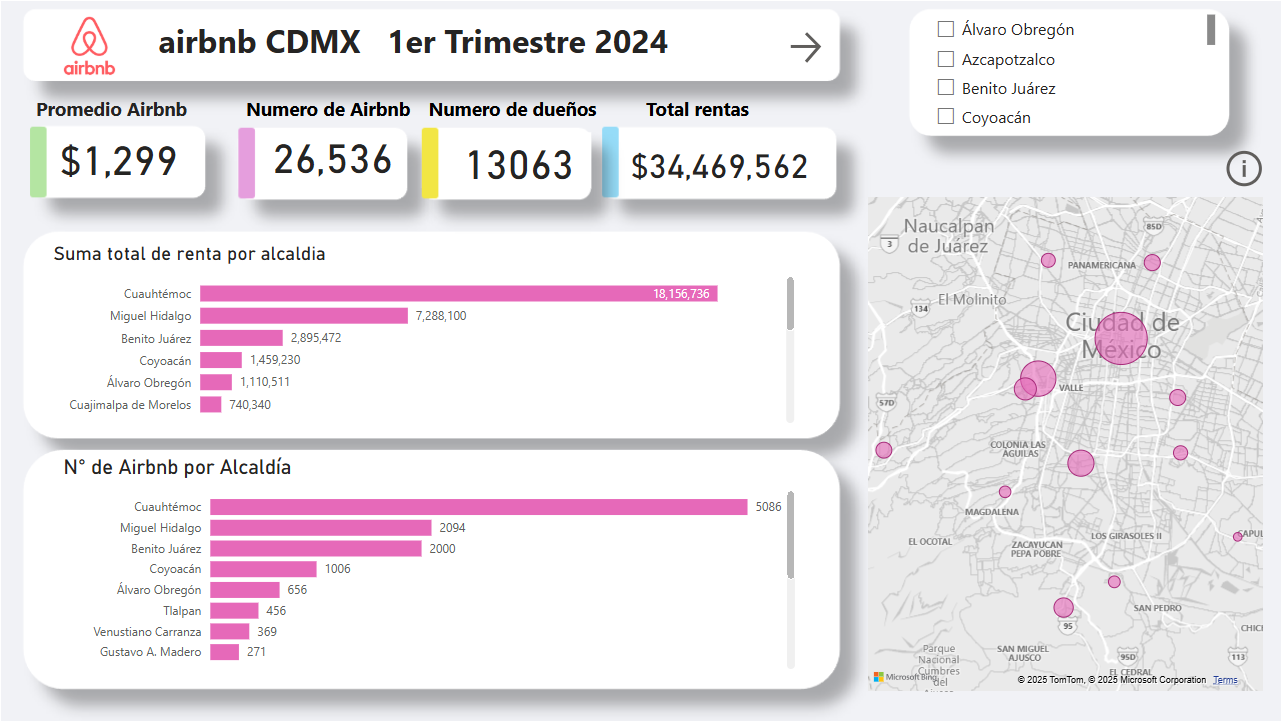 airbnb
airbnb CDMX 1er Trimestre 2024
Álvaro Obregón
Azcapotzalco
Benito Juárez
Coyoacán
Promedio Airbnb
Numero de Airbnb
Numero de dueños
Total rentas
$1,299
26,536
13063
$34,469,562
Suma total de renta por alcaldia
Cuauhtémoc 18,156,736
Miguel Hidalgo 7,288,100
Benito Juárez 2,895,472
Coyoacán 1,459,230
Álvaro Obregón 1,110,511
Cuajimalpa de Morelos 740,340
N° de Airbnb por Alcaldía
Cuauhtémoc 5086
Miguel Hidalgo 2094
Benito Juárez 2000
Coyoacán 1006
Álvaro Obregón 656
Tlalpan 456
Venustiano Carranza 369
Gustavo A. Madero 271
Naucalpan
de Juárez
85D
3
PANAMERICANA
El Molinito
134
Ciudad de
México
VALLE
57D
COLONIA LAS
ÁGUILAS
MAGDALENA
EL OCOTAL
ZACAYUCAN
PEPA POBRE
LOS GIRASOLES II
SAN PEDRO
95
SAN MIGUEL
AJUSCO
Parque
Nacional
Cumbres
del
95D
113
EL CEDRAL
Microsoft Bing
© 2025 TomTom, © 2025 Microsoft Corporation Terms